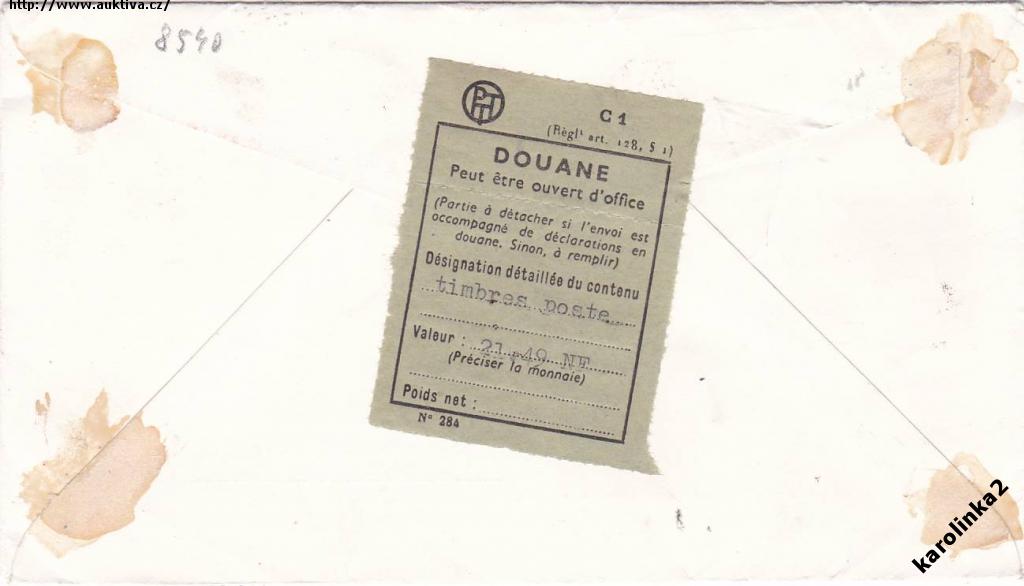 http://www.auktiva.cz/
8540
PTT
C 1
(Règlt art. 128, § 1)
DOUANE
Peut être ouvert d'office
(Partie à détacher si l'envoi est
accompagné de déclarations en
douane. Sinon, à remplir)
Désignation détaillée du contenu
timbres poste
Valeur : 21.49 NF
(Préciser la monnaie)
Poids net :
N° 284
karolinka2